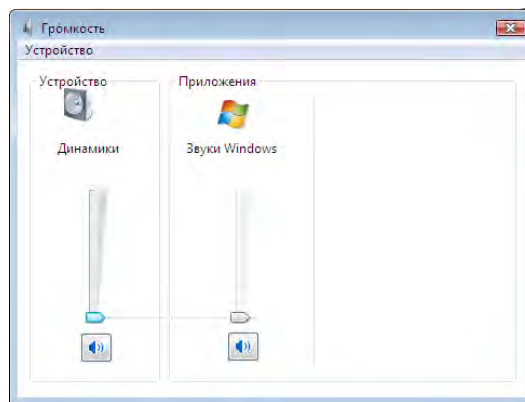 Громкость
Устройство
Устройство
Приложения
Динамики
Звуки Windows